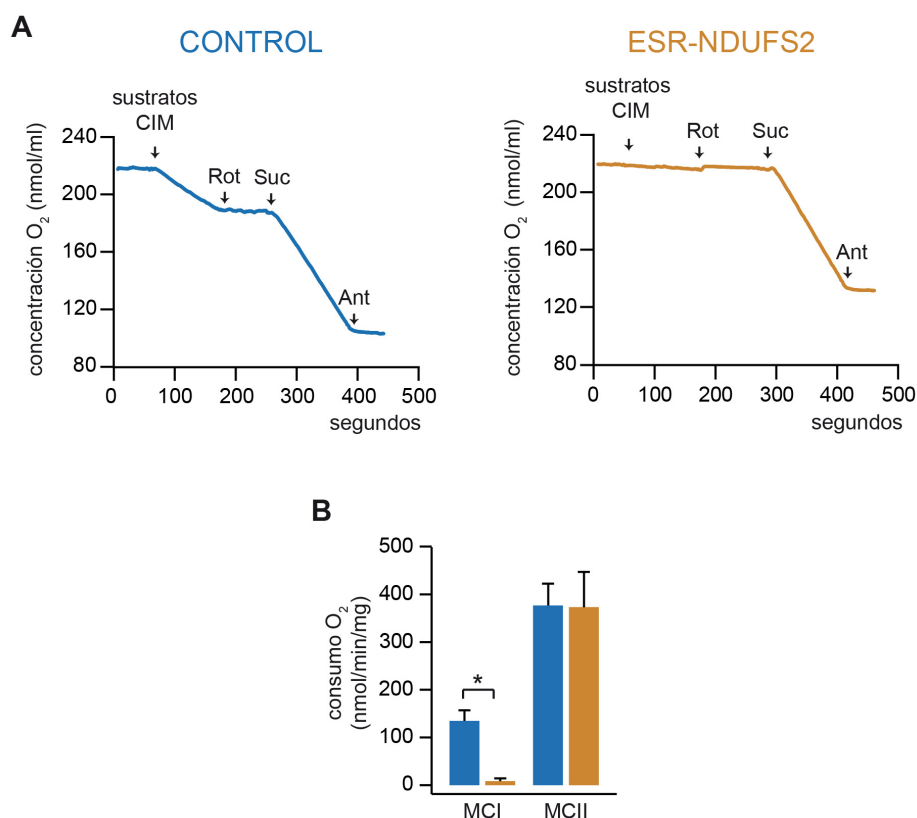 A
CONTROL
sustratos
CIM
Rot
Suc
Ant
concentración O2 (nmol/ml)
240
200
160
120
80
0
100
200
300
400
500
segundos
ESR-NDUFS2
sustratos
CIM
Rot
Suc
Ant
concentración O2 (nmol/ml)
240
200
160
120
80
0
100
200
300
400
500
segundos
B
consumo O2
(nmol/min/mg)
500
400
300
200
100
0
*
MCI
MCII